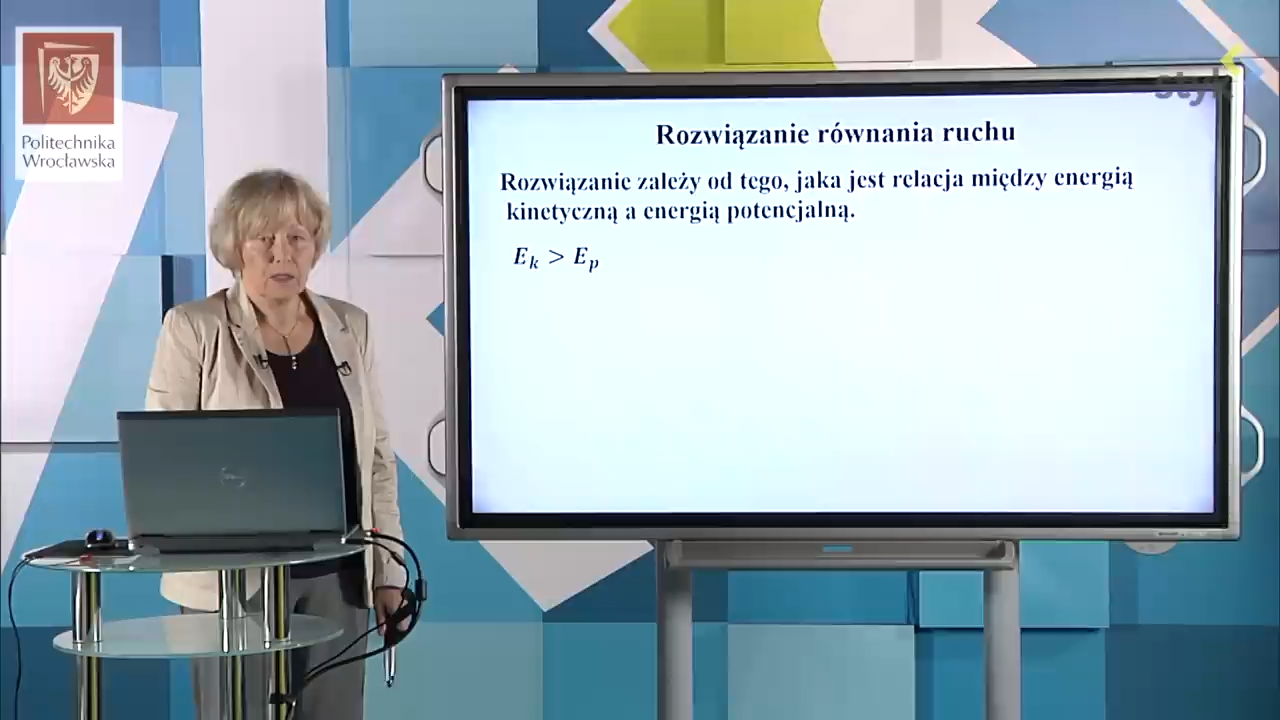 Politechnika
Wrocławska
Rozwiązanie równania ruchu
Rozwiązanie zależy od tego, jaka jest relacja między energią
kinetyczną a energią potencjalną.
E_k > E_p